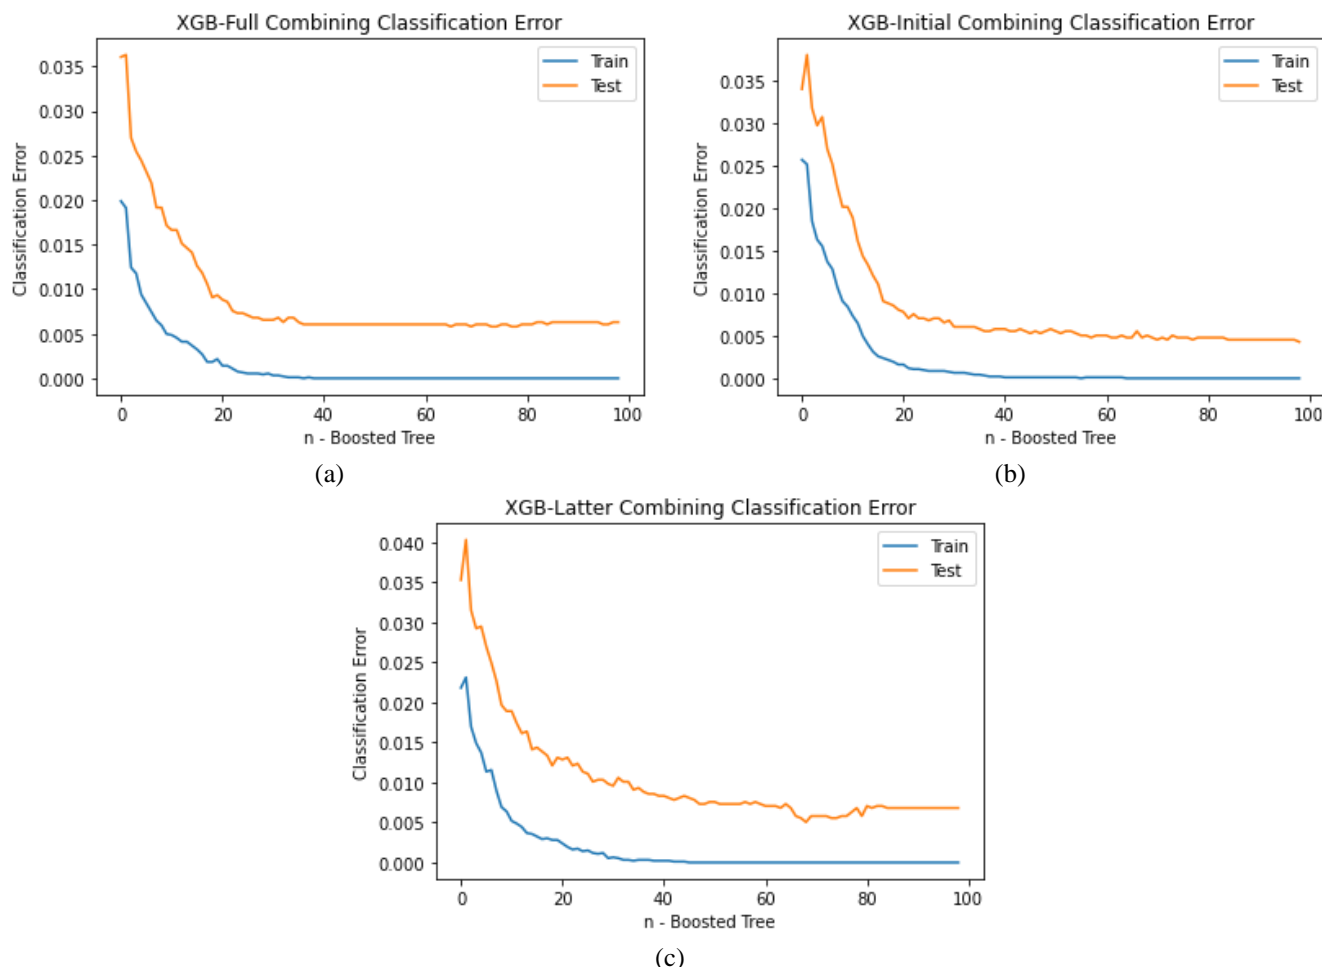 XGB-Full Combining Classification Error
Classification Error
0.035
0.030
0.025
0.020
0.015
0.010
0.005
0.000
Train
Test
0 20 40 60 80 100
n - Boosted Tree
(a)
XGB-Initial Combining Classification Error
Classification Error
0.035
0.030
0.025
0.020
0.015
0.010
0.005
0.000
Train
Test
0 20 40 60 80 100
n - Boosted Tree
(b)
XGB-Latter Combining Classification Error
Classification Error
0.040
0.035
0.030
0.025
0.020
0.015
0.010
0.005
0.000
Train
Test
0 20 40 60 80 100
n - Boosted Tree
(c)